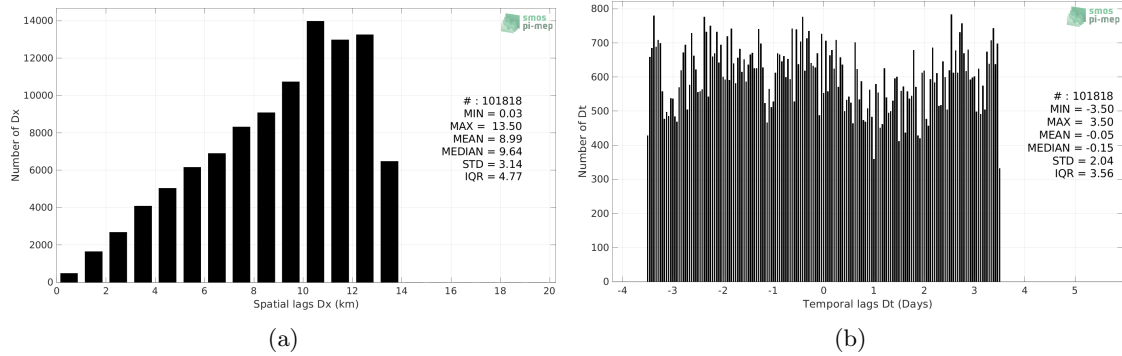 14000
12000
10000
8000
6000
4000
2000
0
Number of Dx
0 2 4 6 8 10 12 14 16 18 20
Spatial lags Dx (km)
smos
pi-mep
# : 101818
MIN = 0.03
MAX = 13.50
MEAN = 8.99
MEDIAN = 9.64
STD = 3.14
IQR = 4.77
(a)
800
700
600
500
400
300
200
100
0
Number of Dt
-4 -3 -2 -1 0 1 2 3 4 5
Temporal lags Dt (Days)
smos
pi-mep
# : 101818
MIN = -3.50
MAX = 3.50
MEAN = -0.05
MEDIAN = -0.15
STD = 2.04
IQR = 3.56
(b)